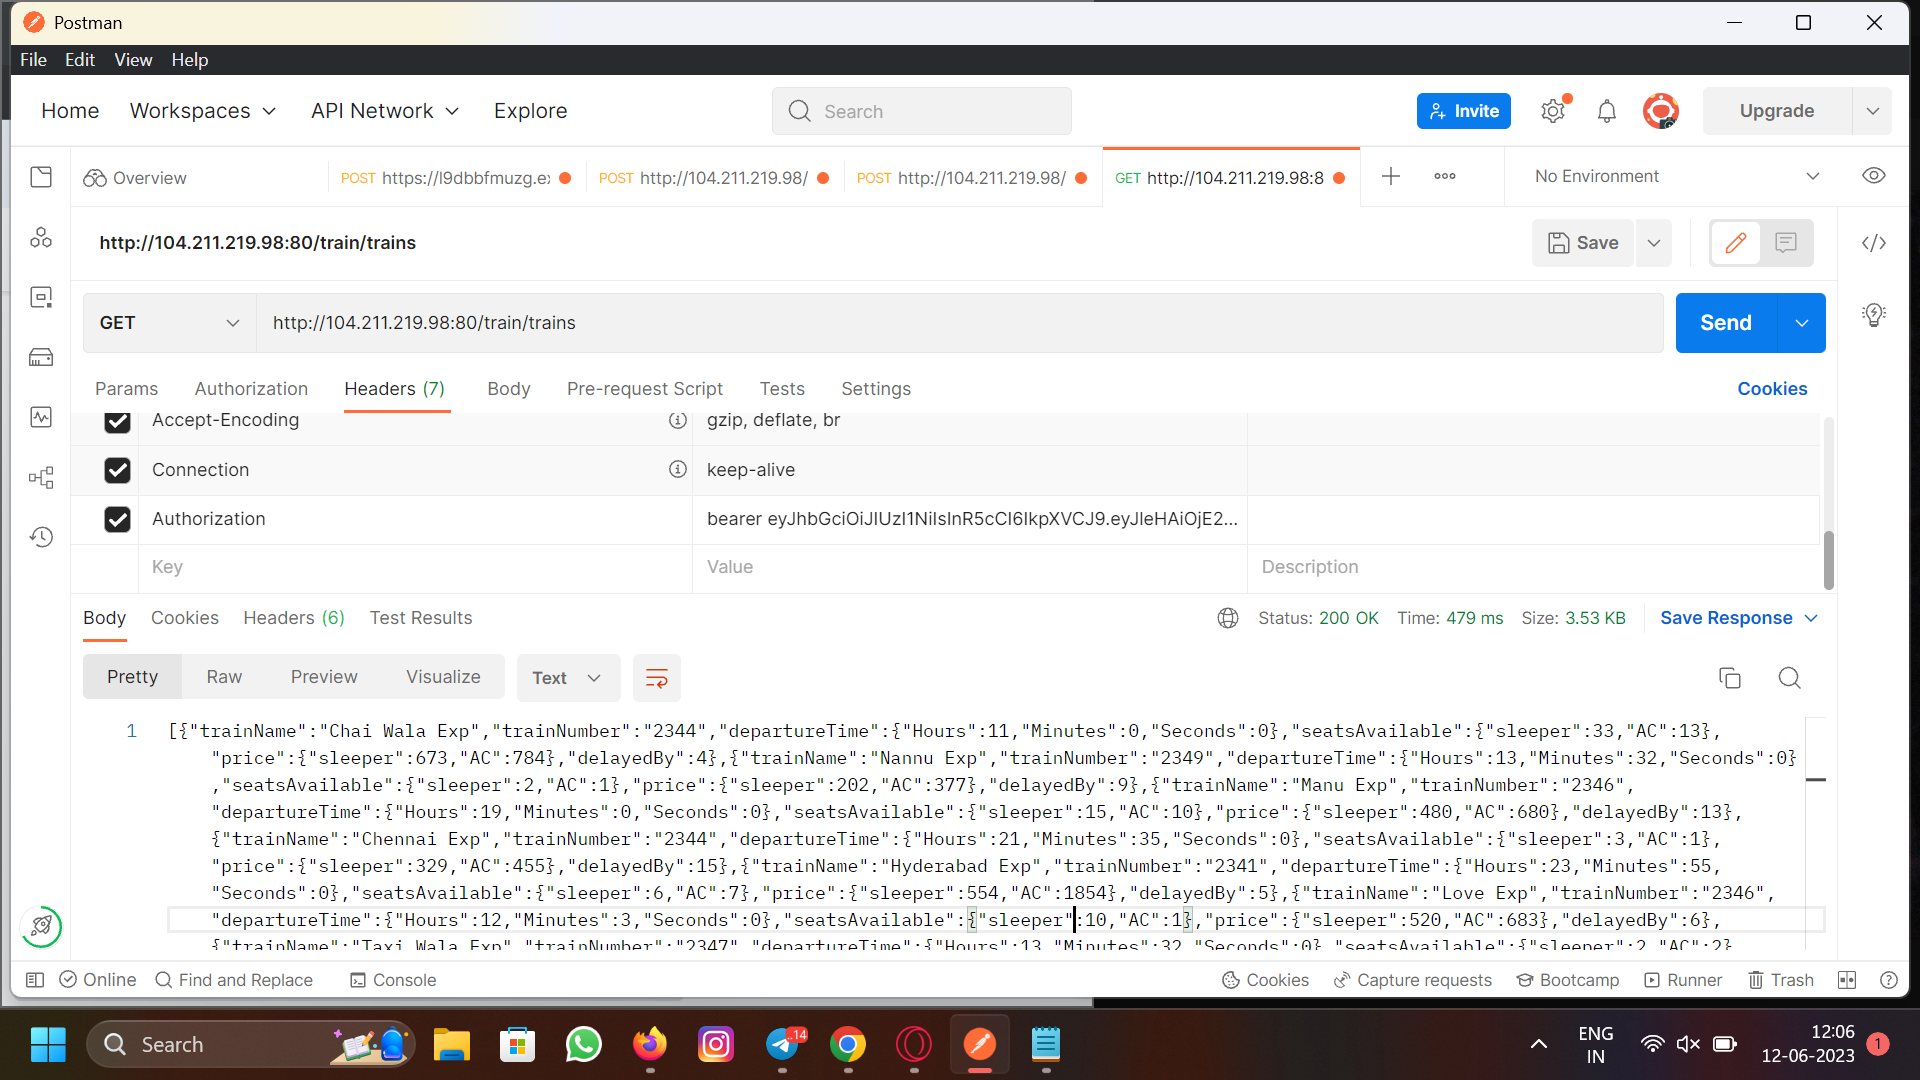 Postman
File Edit View Help
Home Workspaces API Network Explore Search Invite Upgrade
Overview POST https://l9dbbfmuzg.ex POST http://104.211.219.98/ POST http://104.211.219.98/ GET http://104.211.219.98:8 No Environment
http://104.211.219.98:80/train/trains Save
GET http://104.211.219.98:80/train/trains Send
Params Authorization Headers (7) Body Pre-request Script Tests Settings Cookies
Accept-Encoding gzip, deflate, br
Connection keep-alive
Authorization bearer eyJhbGciOiJIUzI1NiIsInR5cCI6IkpXVCJ9.eyJleHAiOjE2...
Key Value Description
Body Cookies Headers (6) Test Results Status: 200 OK Time: 479 ms Size: 3.53 KB Save Response
Pretty Raw Preview Visualize Text
1 [{"trainName":"Chai Wala Exp","trainNumber":"2344","departureTime":{"Hours":11,"Minutes":0,"Seconds":0},"seatsAvailable":{"sleeper":33,"AC":13},
"price":{"sleeper":673,"AC":784},"delayedBy":4},{"trainName":"Nannu Exp","trainNumber":"2349","departureTime":{"Hours":13,"Minutes":32,"Seconds":0}
,"seatsAvailable":{"sleeper":2,"AC":1},"price":{"sleeper":202,"AC":377},"delayedBy":9},{"trainName":"Manu Exp","trainNumber":"2346",
"departureTime":{"Hours":19,"Minutes":0,"Seconds":0},"seatsAvailable":{"sleeper":15,"AC":10},"price":{"sleeper":480,"AC":680},"delayedBy":13},
{"trainName":"Chennai Exp","trainNumber":"2344","departureTime":{"Hours":21,"Minutes":35,"Seconds":0},"seatsAvailable":{"sleeper":3,"AC":1},
"price":{"sleeper":329,"AC":455},"delayedBy":15},{"trainName":"Hyderabad Exp","trainNumber":"2341","departureTime":{"Hours":23,"Minutes":55,
"Seconds":0},"seatsAvailable":{"sleeper":6,"AC":7},"price":{"sleeper":554,"AC":1854},"delayedBy":5},{"trainName":"Love Exp","trainNumber":"2346",
"departureTime":{"Hours":12,"Minutes":3,"Seconds":0},"seatsAvailable":{"sleeper":10,"AC":1},"price":{"sleeper":520,"AC":683},"delayedBy":6},
{"trainName":"Taxi Wala Exp","trainNumber":"2347","departureTime":{"Hours":13,"Minutes":32,"Seconds":0},"seatsAvailable":{"sleeper":2,"AC":2}
Online Find and Replace Console Cookies Capture requests Bootcamp Runner Trash
Search ..14 ENG 12:06
IN 12-06-2023 1